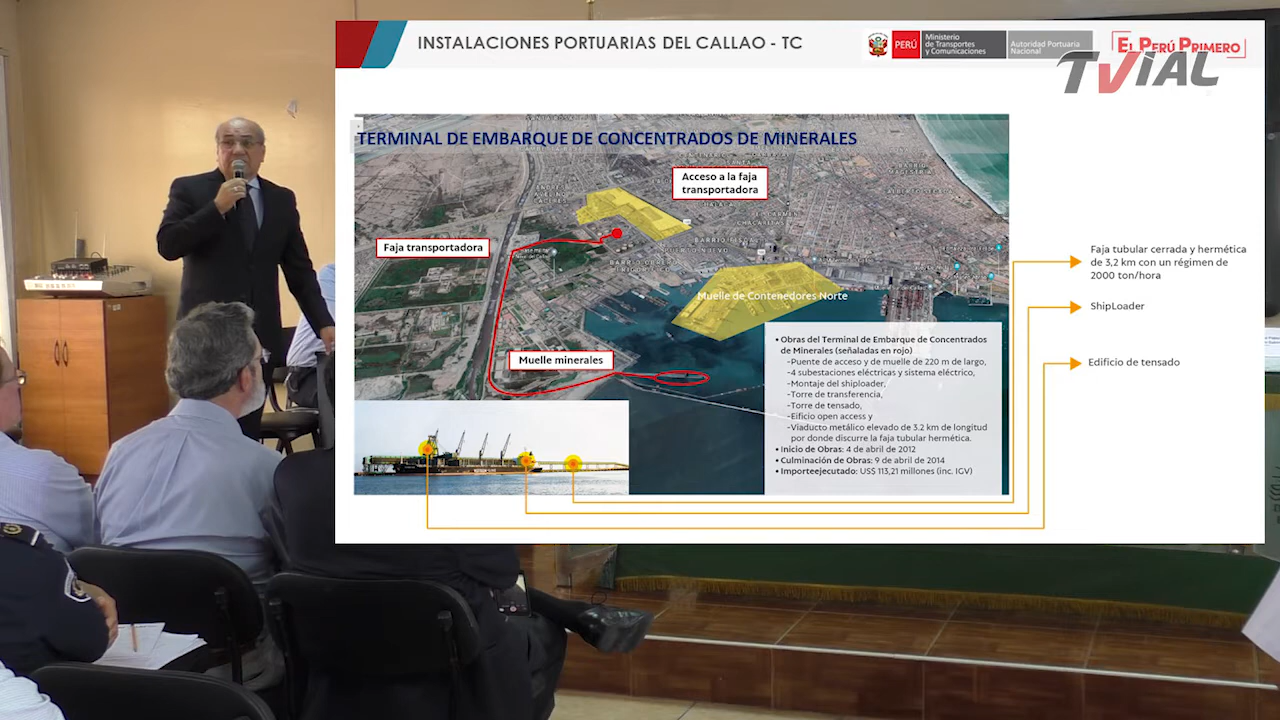 INSTALACIONES PORTUARIAS DEL CALLAO - TC
PERÚ
Ministerio
de Transportes
y Comunicaciones
Autoridad Portuaria
Nacional
EL PERÚ PRIMERO
TVIAL
TERMINAL DE EMBARQUE DE CONCENTRADOS DE MINERALES
Acceso a la faja
transportadora
Faja transportadora
Muelle de Contenedores Norte
Muelle minerales
• Obras del Terminal de Embarque de Concentrados
de Minerales (señaladas en rojo)
-Puente de acceso y de muelle de 220 m de largo,
-4 subestaciones eléctricas y sistema eléctrico,
-Montaje del shiploader,
-Torre de transferencia,
-Torre de tensado,
-Eificio open access y
-Viaducto metálico elevado de 3.2 km de longitud
por donde discurre la faja tubular hermética.
• Inicio de Obras: 4 de abril de 2012
• Culminación de Obras: 9 de abril de 2014
• Importeejecutado: US$ 113,21 millones (inc. IGV)
Faja tubular cerrada y hermética
de 3,2 km con un régimen de
2000 ton/hora
ShipLoader
Edificio de tensado